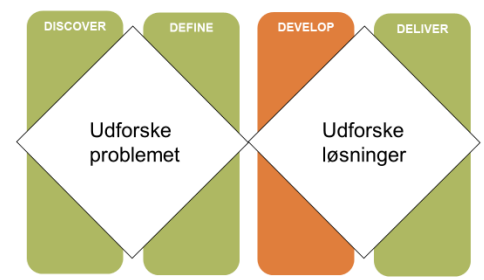 DISCOVER
DEFINE
DEVELOP
DELIVER
Udforske
problemet
Udforske
løsninger